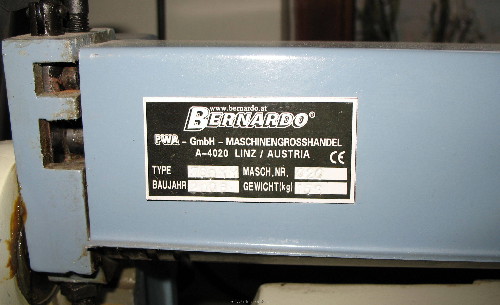 www.bernardo.at
BERNARDO®
PWA - GmbH - MASCHINENGROSSHANDEL
A-4020 LINZ / AUSTRIA CE
TYPE MASCH.NR.
BAUJAHR GEWICHT(kg)